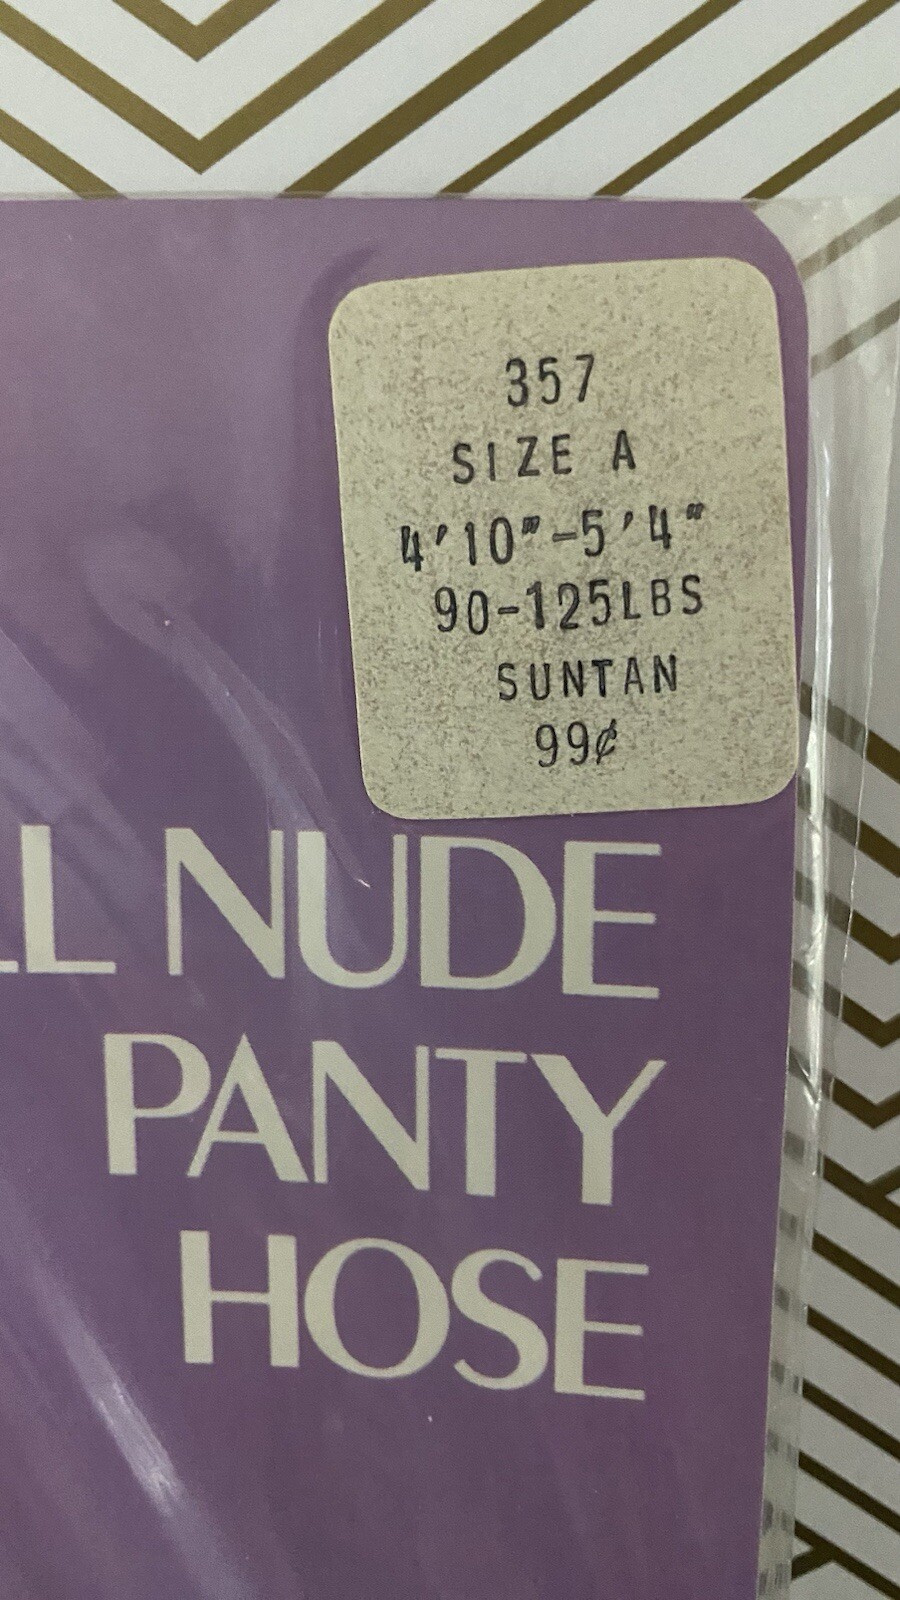 357
SIZE A
4'10"-5'4"
90-125LBS
SUNTAN
99¢
NUDE
PANTY
HOSE